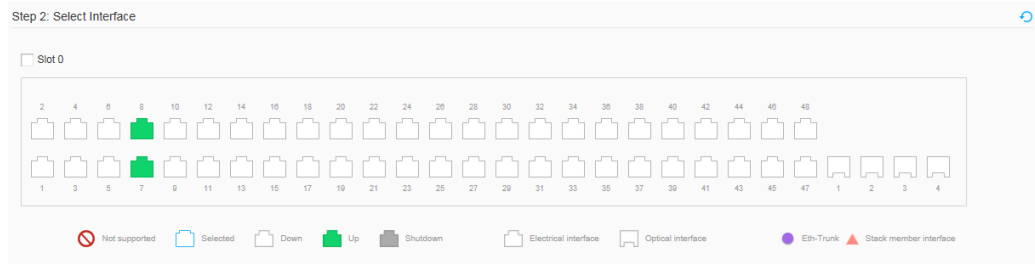 Step 2: Select Interface
Slot 0
2 4 6 8 10 12 14 16 18 20 22 24 26 28 30 32 34 36 38 40 42 44 46 48
1 3 5 7 9 11 13 15 17 19 21 23 25 27 29 31 33 35 37 39 41 43 45 47 1 2 3 4
Not supported Selected Down Up Shutdown Electrical interface Optical interface Eth-Trunk Stack member interface